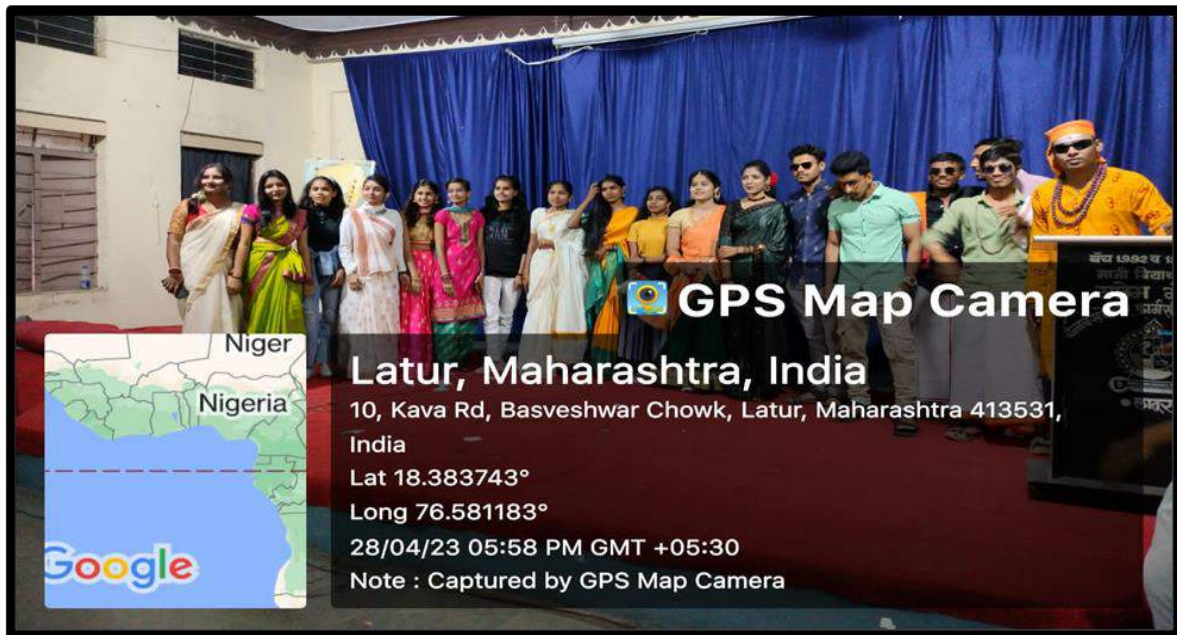 बॅच 1992 व
माजी विद्या
GPS Map Camera
Niger
Nigeria
Google
Latur, Maharashtra, India
10, Kava Rd, Basveshwar Chowk, Latur, Maharashtra 413531,
India
Lat 18.383743°
Long 76.581183°
28/04/23 05:58 PM GMT +05:30
Note : Captured by GPS Map Camera